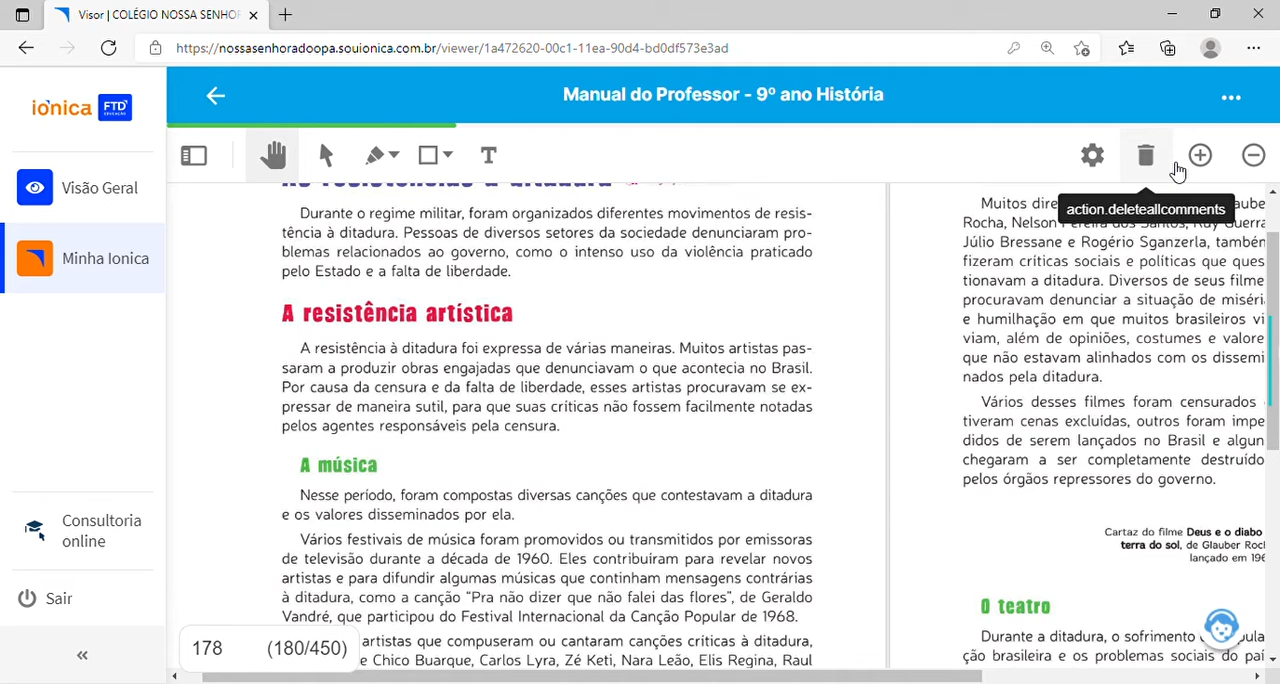 Visor | COLÉGIO NOSSA SENHOR
https://nossasenhoradoopa.souionica.com.br/viewer/1a472620-00c1-11ea-90d4-bd0df573e3ad
iônica FTD EDUCAÇÃO
Manual do Professor - 9º ano História
Visão Geral
Minha Ionica
Consultoria
online
Sair
«
T
action.deleteallcomments
As resistências à ditadura
Durante o regime militar, foram organizados diferentes movimentos de resis-
tência à ditadura. Pessoas de diversos setores da sociedade denunciaram pro-
blemas relacionados ao governo, como o intenso uso da violência praticado
pelo Estado e a falta de liberdade.
A resistência artística
A resistência à ditadura foi expressa de várias maneiras. Muitos artistas pas-
saram a produzir obras engajadas que denunciavam o que acontecia no Brasil.
Por causa da censura e da falta de liberdade, esses artistas procuravam se ex-
pressar de maneira sutil, para que suas críticas não fossem facilmente notadas
pelos agentes responsáveis pela censura.
A música
Nesse período, foram compostas diversas canções que contestavam a ditadura
e os valores disseminados por ela.
Vários festivais de música foram promovidos ou transmitidos por emissoras
de televisão durante a década de 1960. Eles contribuíram para revelar novos
artistas e para difundir algumas músicas que continham mensagens contrárias
à ditadura, como a canção “Pra não dizer que não falei das flores”, de Geraldo
Vandré, que participou do Festival Internacional da Canção Popular de 1968.
artistas que compuseram ou cantaram canções críticas à ditadura,
e Chico Buarque, Carlos Lyra, Zé Keti, Nara Leão, Elis Regina, Raul
178 (180/450)
Muitos dire
Rocha, Nelson Pereira dos Santos, Ruy Guerra
Júlio Bressane e Rogério Sganzerla, também
fizeram críticas sociais e políticas que ques
tionavam a ditadura. Diversos de seus filme
procuravam denunciar a situação de miséri
e humilhação em que muitos brasileiros vi
viam, além de opiniões, costumes e valore
que não estavam alinhados com os dissemi
nados pela ditadura.
Vários desses filmes foram censurados
tiveram cenas excluídas, outros foram impe
didos de serem lançados no Brasil e algun
chegaram a ser completamente destruído
pelos órgãos repressores do governo.
Cartaz do filme Deus e o diabo
terra do sol, de Glauber Roc
lançado em 196
O teatro
Durante a ditadura, o sofrimento
ção brasileira e os problemas sociais do paí